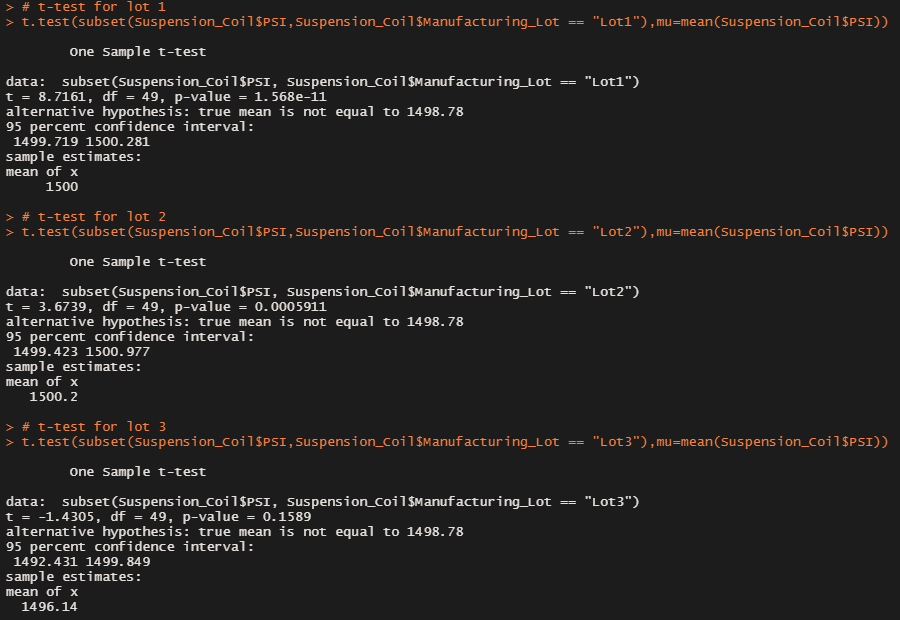 > # t-test for lot 1
> t.test(subset(Suspension_Coil$PSI,Suspension_Coil$Manufacturing_Lot == "Lot1"),mu=mean(Suspension_Coil$PSI))
One Sample t-test
data:  subset(Suspension_Coil$PSI, Suspension_Coil$Manufacturing_Lot == "Lot1")
t = 8.7161, df = 49, p-value = 1.568e-11
alternative hypothesis: true mean is not equal to 1498.78
95 percent confidence interval:
1499.719 1500.281
sample estimates:
mean of x
1500
> # t-test for lot 2
> t.test(subset(Suspension_Coil$PSI,Suspension_Coil$Manufacturing_Lot == "Lot2"),mu=mean(Suspension_Coil$PSI))
One Sample t-test
data:  subset(Suspension_Coil$PSI, Suspension_Coil$Manufacturing_Lot == "Lot2")
t = 3.6739, df = 49, p-value = 0.0005911
alternative hypothesis: true mean is not equal to 1498.78
95 percent confidence interval:
1499.423 1500.977
sample estimates:
mean of x
1500.2
> # t-test for lot 3
> t.test(subset(Suspension_Coil$PSI,Suspension_Coil$Manufacturing_Lot == "Lot3"),mu=mean(Suspension_Coil$PSI))
One Sample t-test
data:  subset(Suspension_Coil$PSI, Suspension_Coil$Manufacturing_Lot == "Lot3")
t = -1.4305, df = 49, p-value = 0.1589
alternative hypothesis: true mean is not equal to 1498.78
95 percent confidence interval:
1492.431 1499.849
sample estimates:
mean of x
1496.14